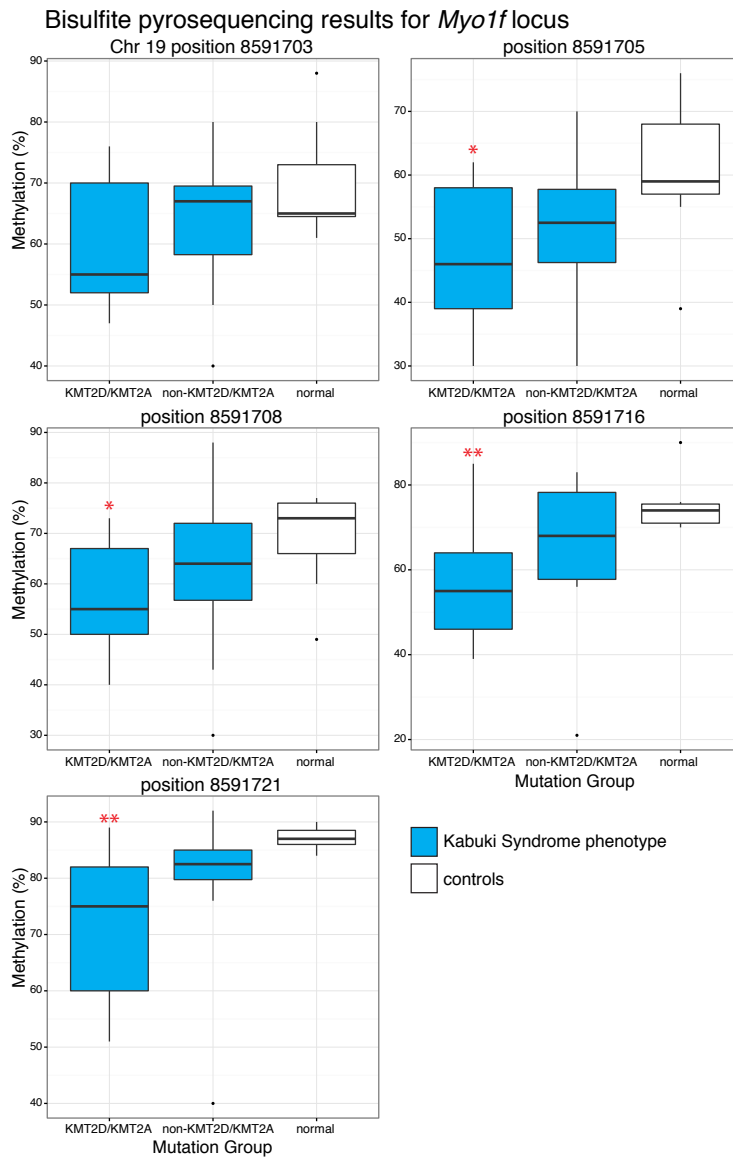 Bisulfite pyrosequencing results for Myo1f locus
Chr 19 position 8591703
position 8591705
Methylation (%)
90
80
70
60
50
40
70
60
50
40
30
*
KMT2D/KMT2A non-KMT2D/KMT2A normal
KMT2D/KMT2A non-KMT2D/KMT2A normal
position 8591708
position 8591716
Methylation (%)
90
80
70
60
50
40
30
*
80
60
40
20
**
KMT2D/KMT2A non-KMT2D/KMT2A normal
KMT2D/KMT2A non-KMT2D/KMT2A normal
Mutation Group
position 8591721
Methylation (%)
90
80
70
60
50
40
**
KMT2D/KMT2A non-KMT2D/KMT2A normal
Mutation Group
Kabuki Syndrome phenotype
controls